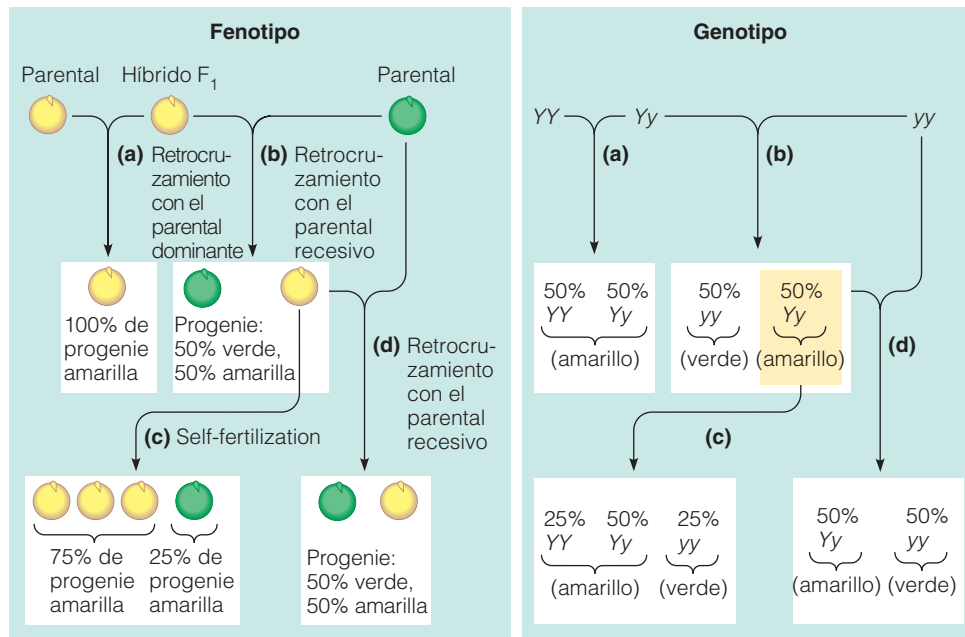 Fenotipo
Parental
Híbrido F1
Parental
(a) Retrocru-
zamiento
con el
parental
dominante
(b) Retrocru-
zamiento
con el
parental
recesivo
100% de
progenie
amarilla
Progenie:
50% verde,
50% amarilla
(d) Retrocru-
zamiento
con el
parental
recesivo
(c) Self-fertilization
75% de
progenie
amarilla
25% de
progenie
amarilla
Progenie:
50% verde,
50% amarilla
Genotipo
YY Yy yy
(a)
(b)
50% 50%
YY Yy
(amarillo)
50% 50%
yy Yy
(verde) (amarillo)
(d)
(c)
25% 50% 25%
YY Yy yy
(amarillo) (verde)
50% 50%
Yy yy
(amarillo) (verde)